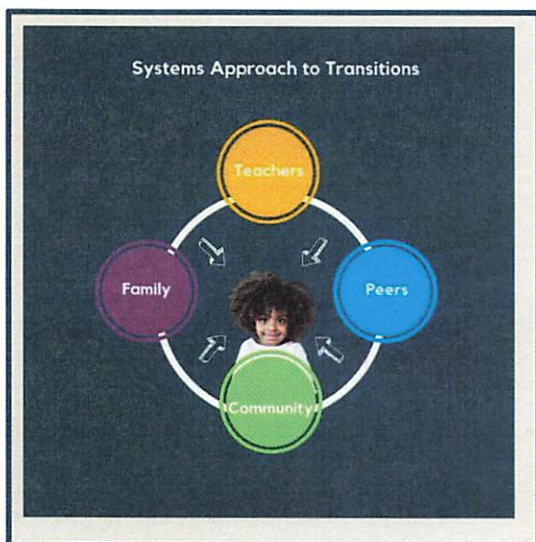 Systems Approach to Transitions
Teachers
Family
Peers
Community